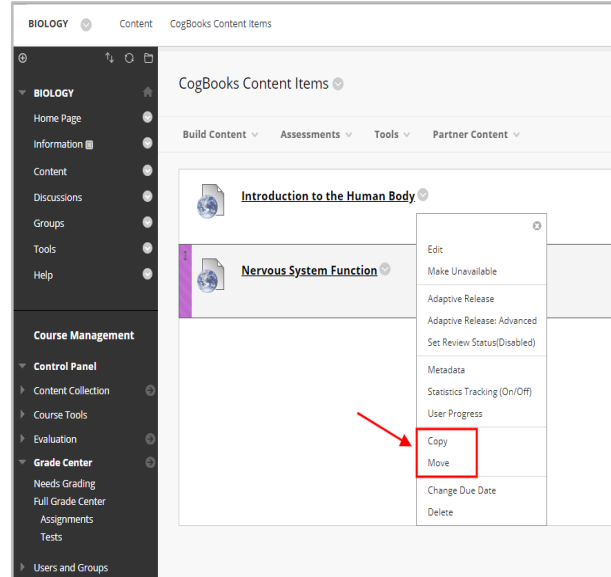 BIOLOGY Content CogBooks Content Items
BIOLOGY
Home Page
Information
Content
Discussions
Groups
Tools
Help
Course Management
Control Panel
Content Collection
Course Tools
Evaluation
Grade Center
Needs Grading
Full Grade Center
Assignments
Tests
Users and Groups
CogBooks Content Items
Build Content Assessments Tools Partner Content
Introduction to the Human Body
Nervous System Function
Edit
Make Unavailable
Adaptive Release
Adaptive Release: Advanced
Set Review Status(Disabled)
Metadata
Statistics Tracking (On/Off)
User Progress
Copy
Move
Change Due Date
Delete